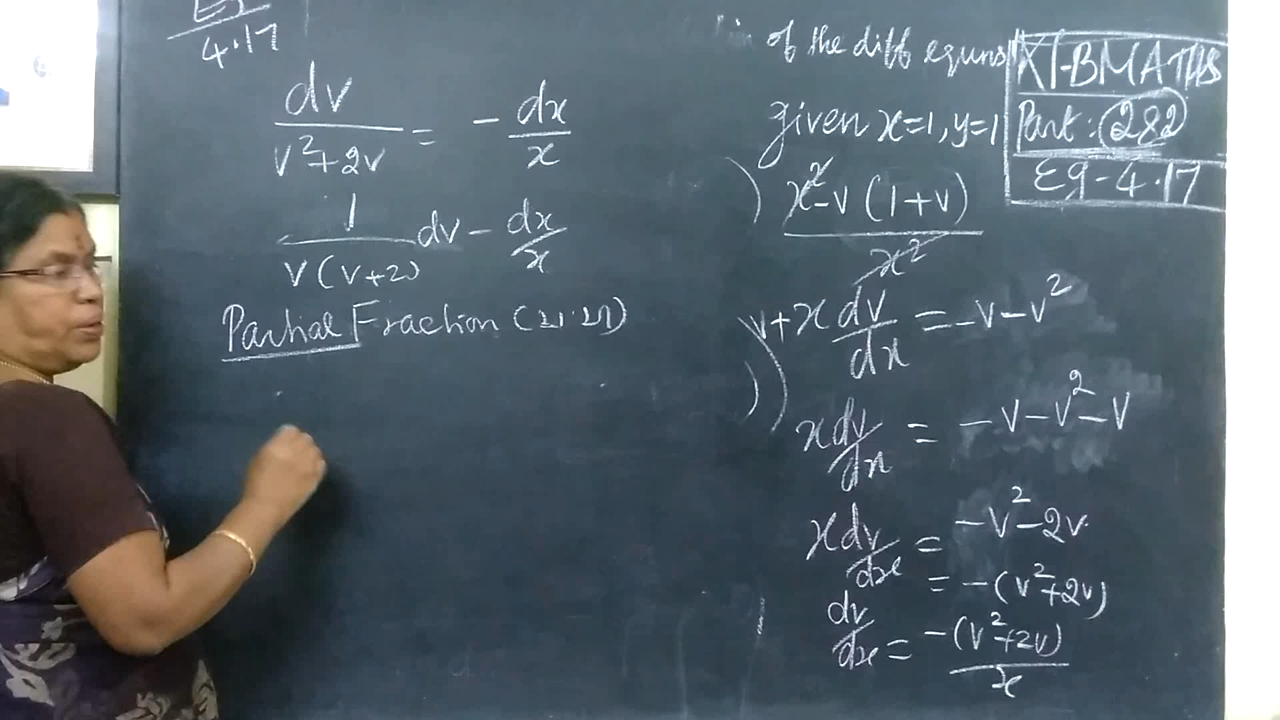 Eg
4.17
dv/(v²+2v) = - dx/x
1/(v(v+2)) dv - dx/x
Partial Fraction (
of the diff equns
given x=1, y=1
x²-v(1+v)/x²
v+x dv/dx = -v-v²
x dv/dx = -v-v²-v
x dv/dx = -v²-2v
= -(v²+2v)
dv/dx = -(v²+2v)/x
XI-BMATHS
Part: 282
Eg-4.17